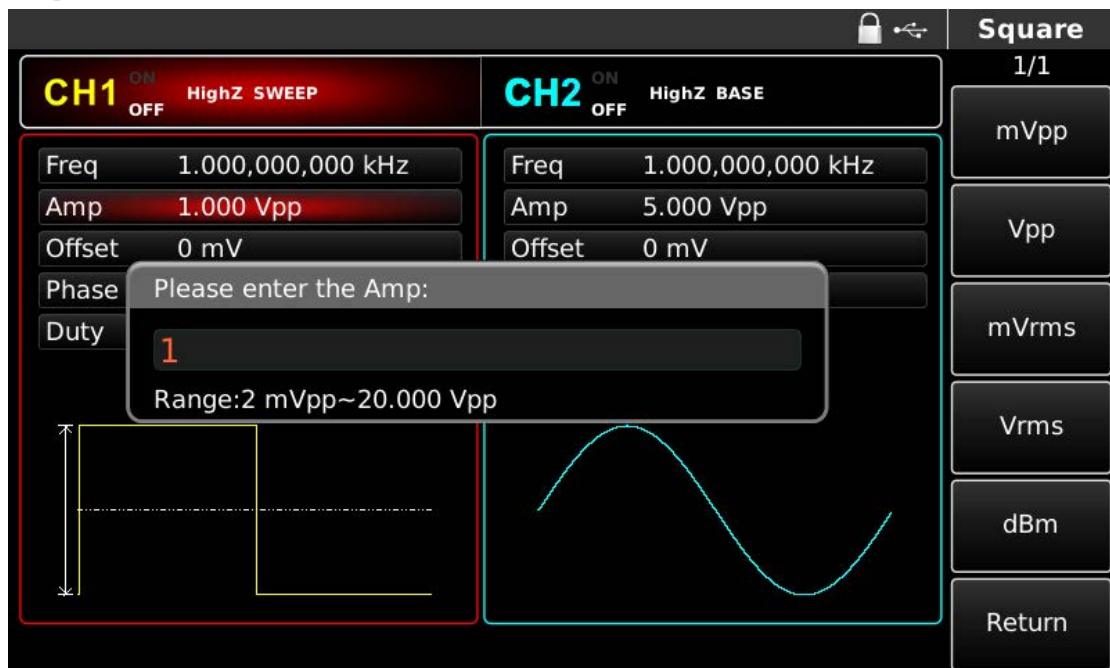 Square
1/1
CH1 ON OFF HighZ SWEEP
CH2 ON OFF HighZ BASE
Freq 1.000,000,000 kHz
Amp 1.000 Vpp
Offset 0 mV
Phase
Duty
Freq 1.000,000,000 kHz
Amp 5.000 Vpp
Offset 0 mV
Please enter the Amp:
1
Range:2 mVpp~20.000 Vpp
mVpp
Vpp
mVrms
Vrms
dBm
Return